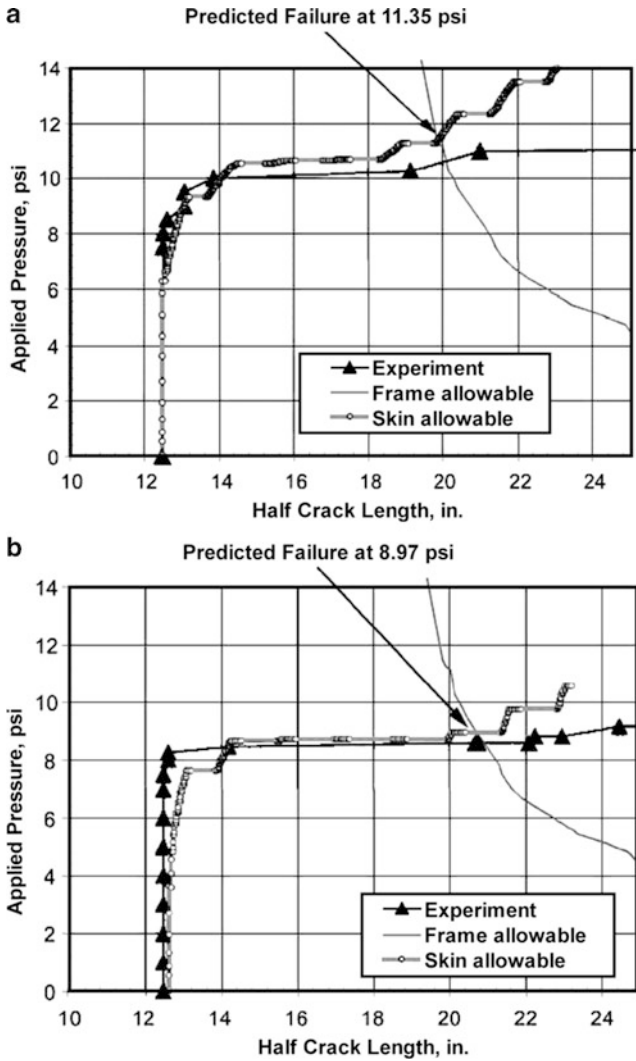 a
Predicted Failure at 11.35 psi
14
12
10
8
6
4
2
0
Applied Pressure, psi
Experiment
Frame allowable
Skin allowable
10 12 14 16 18 20 22 24
Half Crack Length, in.
b
Predicted Failure at 8.97 psi
14
12
10
8
6
4
2
0
Applied Pressure, psi
Experiment
Frame allowable
Skin allowable
10 12 14 16 18 20 22 24
Half Crack Length, in.